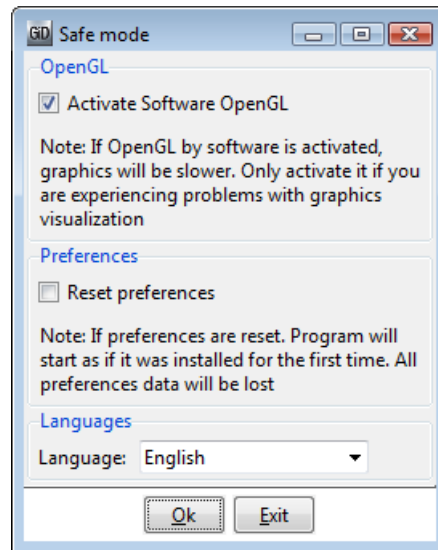 GiD Safe mode
OpenGL
Activate Software OpenGL
Note: If OpenGL by software is activated,
graphics will be slower. Only activate it if you
are experiencing problems with graphics
visualization
Preferences
Reset preferences
Note: If preferences are reset. Program will
start as if it was installed for the first time. All
preferences data will be lost
Languages
Language: English
Ok Exit